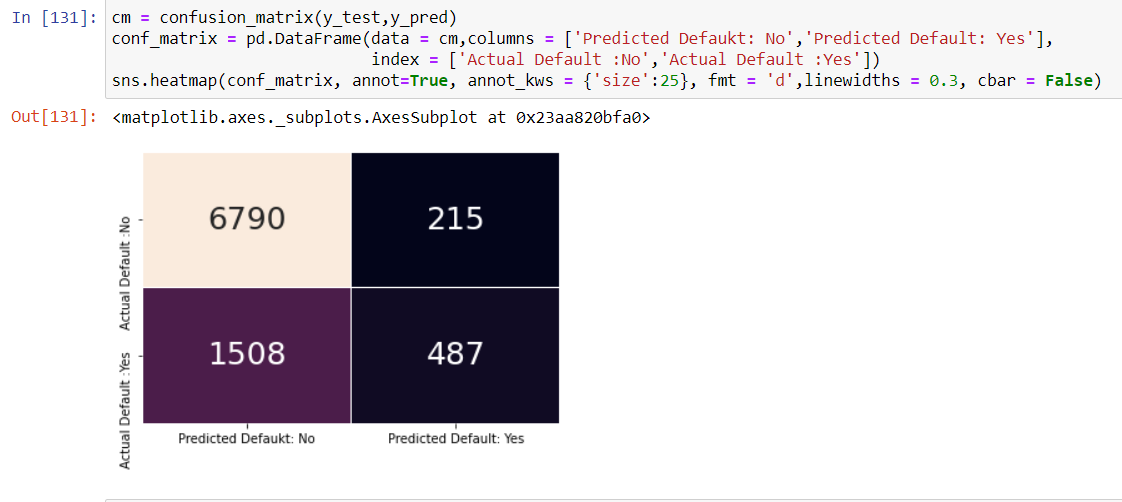 In [131]: cm = confusion_matrix(y_test,y_pred)
conf_matrix = pd.DataFrame(data = cm,columns = ['Predicted Defaukt: No','Predicted Default: Yes'],
index = ['Actual Default :No','Actual Default :Yes'])
sns.heatmap(conf_matrix, annot=True, annot_kws = {'size':25}, fmt = 'd',linewidths = 0.3, cbar = False)
Out[131]: <matplotlib.axes._subplots.AxesSubplot at 0x23aa820bfa0>
Actual Default :No
6790 215
Actual Default :Yes
1508 487
Predicted Defaukt: No Predicted Default: Yes